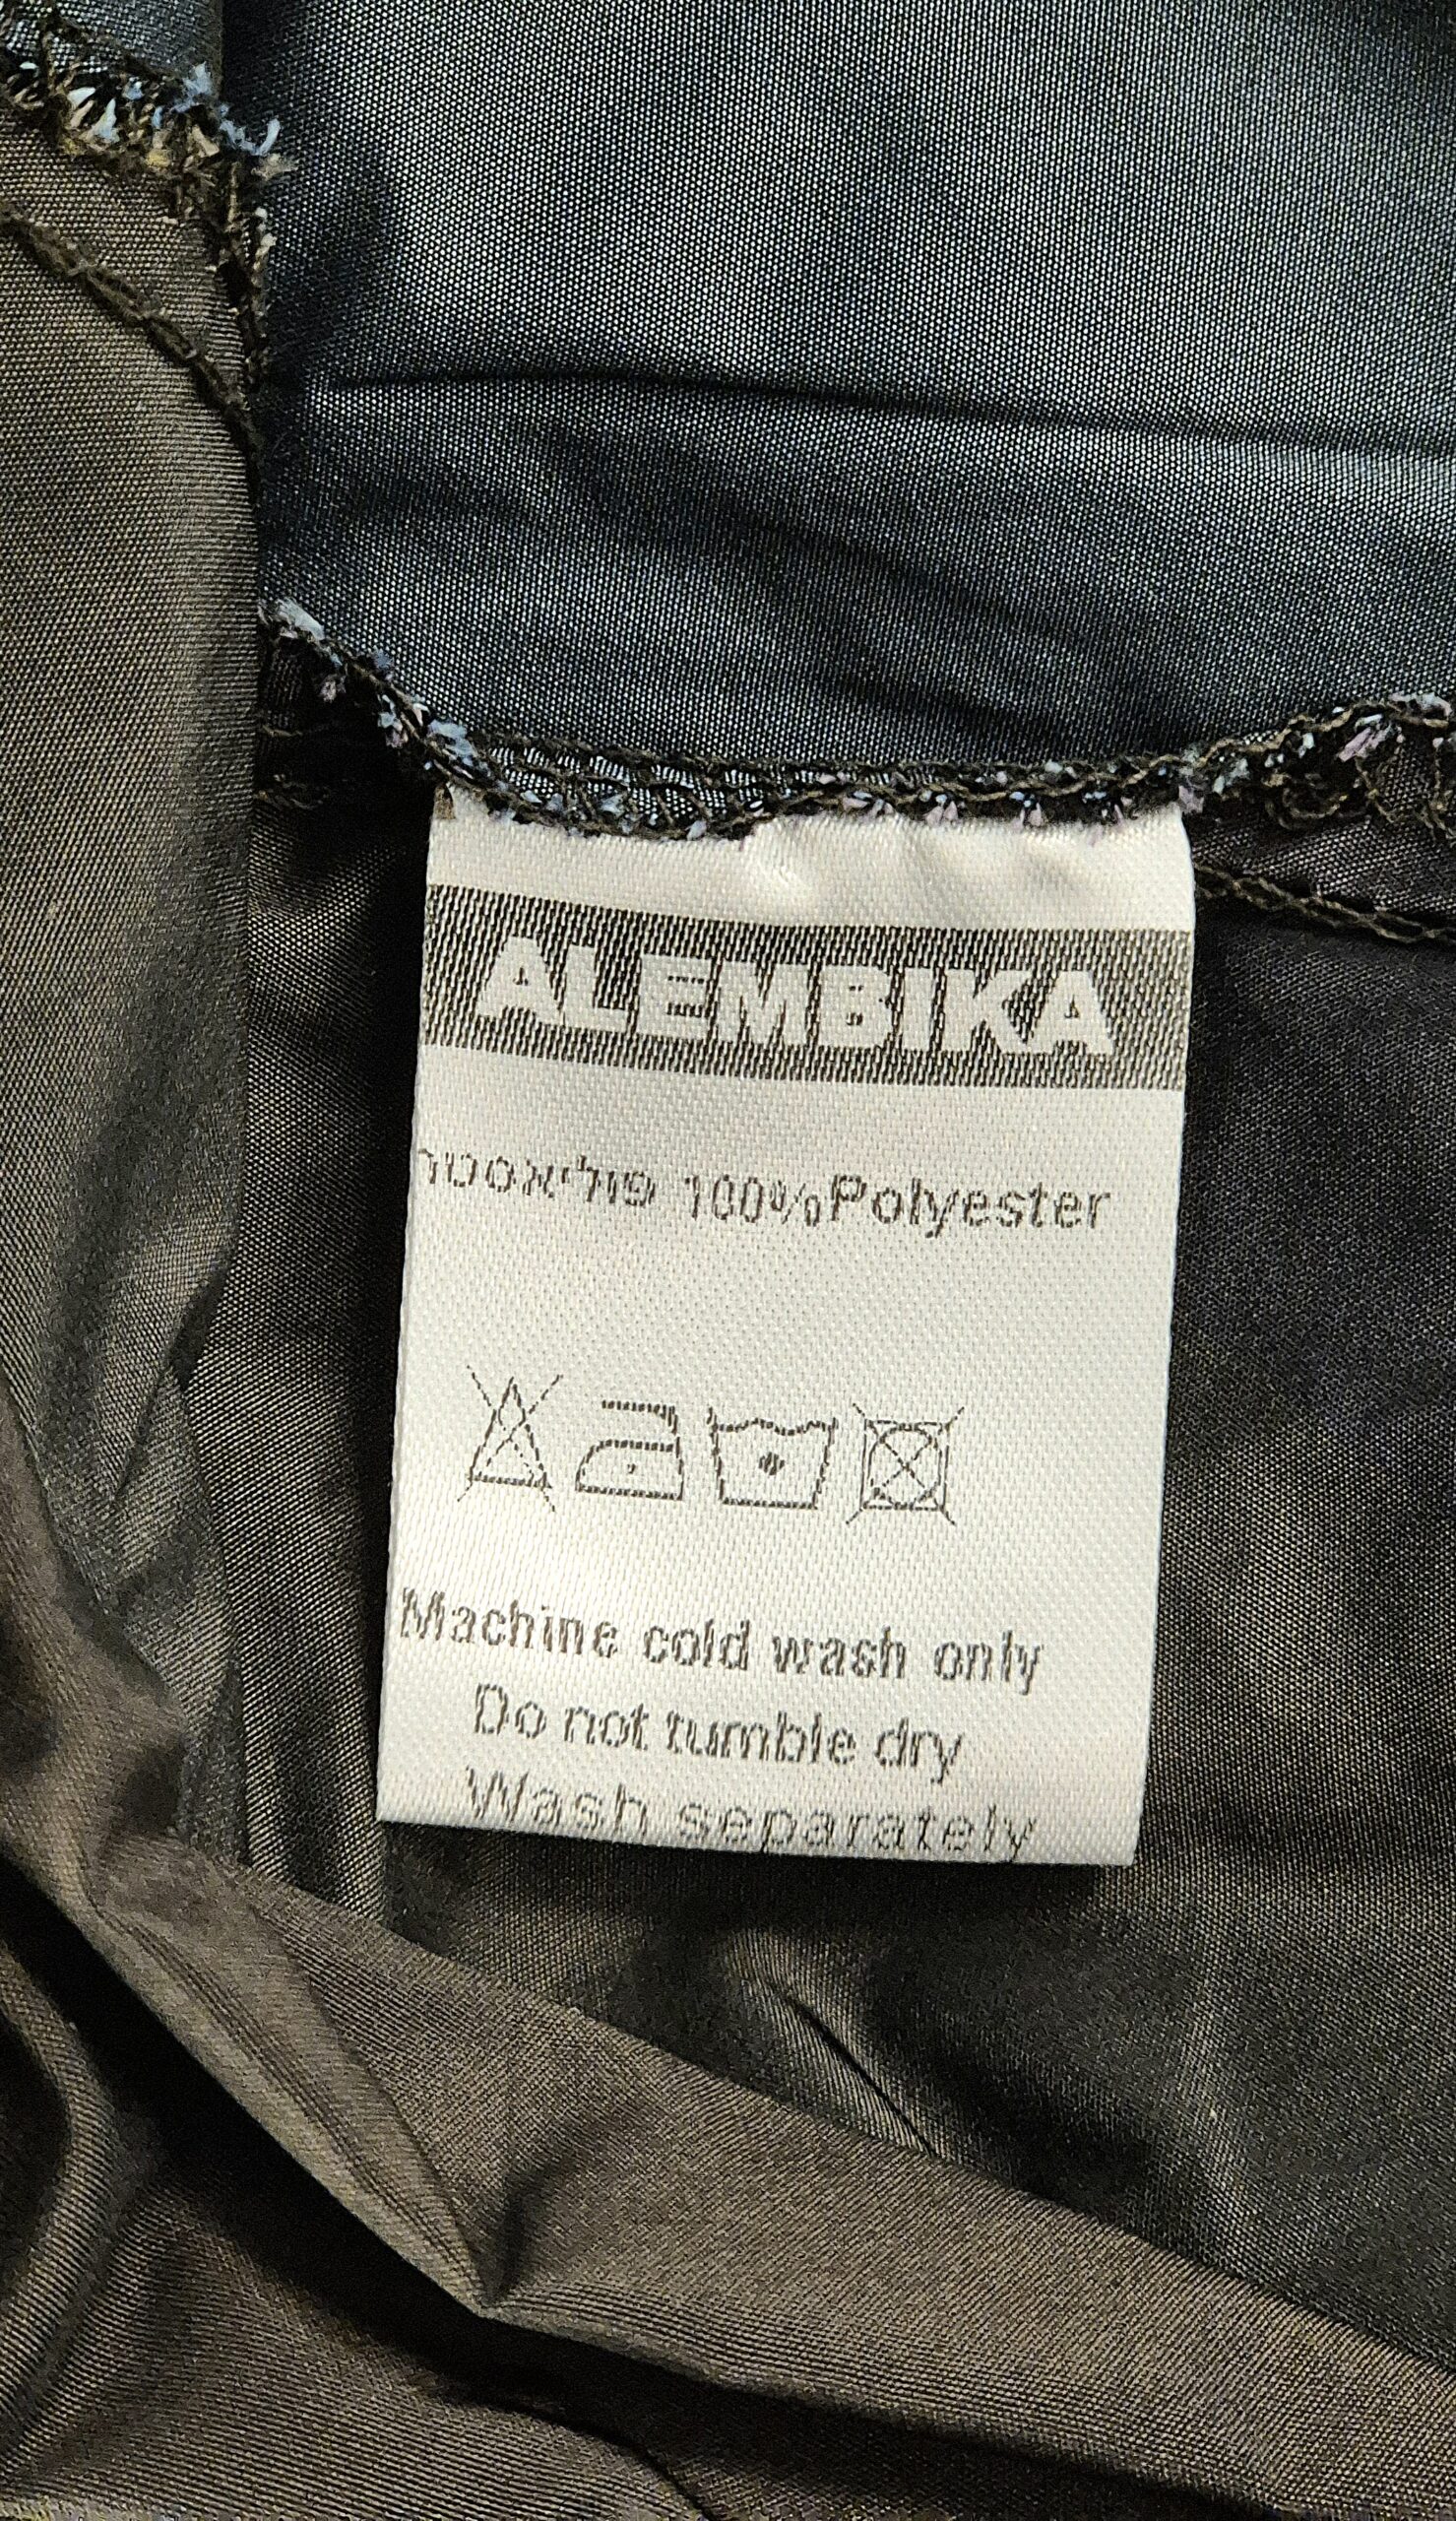 ALEMBIKA
פוליאסטר 100%Polyester
Machine cold wash only
Do not tumble dry
Wash separately